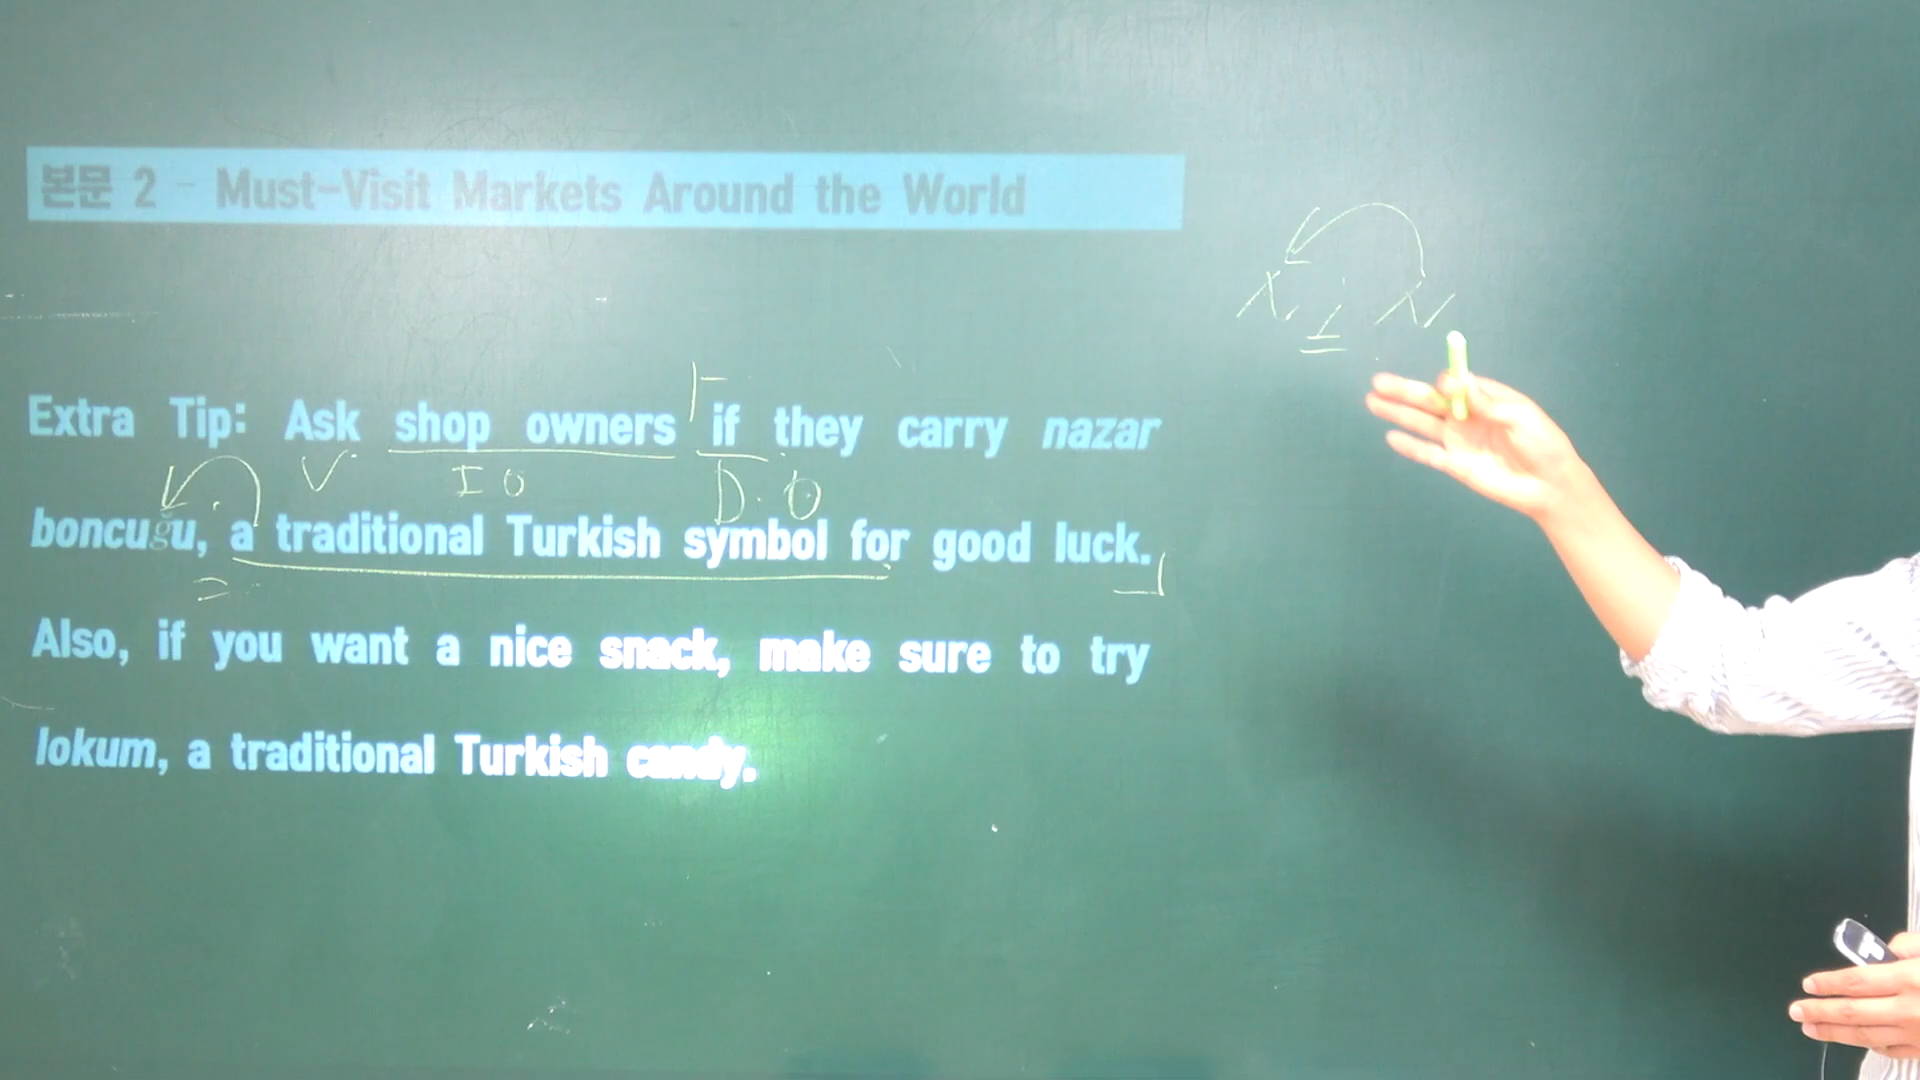 본문 2 - Must-Visit Markets Around the World
Extra Tip: Ask shop owners if they carry nazar
V IO D.O
boncuğu, a traditional Turkish symbol for good luck.
=
Also, if you want a nice snack, make sure to try
lokum, a traditional Turkish candy.